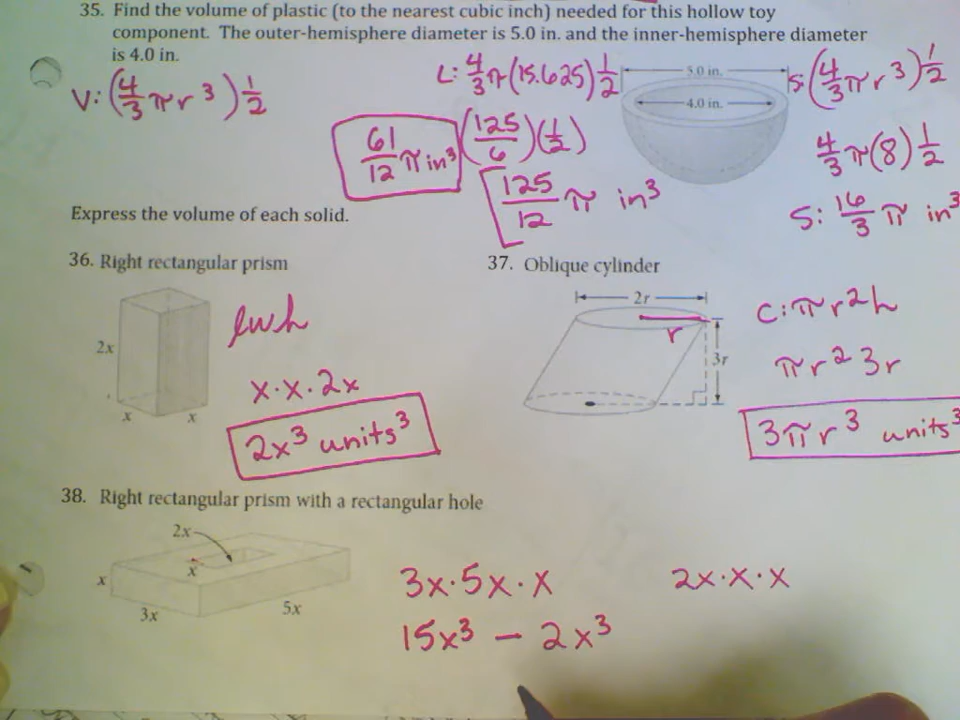 35. Find the volume of plastic (to the nearest cubic inch) needed for this hollow toy
component. The outer-hemisphere diameter is 5.0 in. and the inner-hemisphere diameter
is 4.0 in.
V: (4/3 πr³) 1/2
L: 4/3 π(15.625) 1/2
5.0 in.
4.0 in.
S: (4/3 πr³) 1/2
61/12 π in³
(125/6)(1/2)
4/3 π(8) 1/2
125/12 π in³
S: 16/3 π in³
Express the volume of each solid.
36. Right rectangular prism
2x
x
x
lwh
x·x·2x
2x³ units³
37. Oblique cylinder
2r
r
3r
C: πr²h
πr² 3r
3πr³ units³
38. Right rectangular prism with a rectangular hole
2x
x
x
3x
5x
3x·5x·x
2x·x·x
15x³ − 2x³